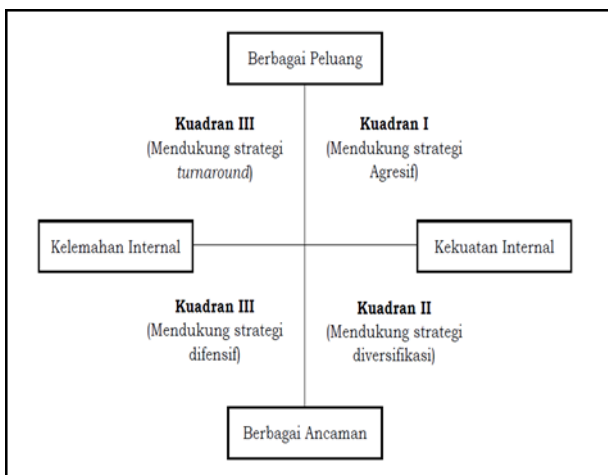 Berbagai Peluang
Kuadran III
(Mendukung strategi
turnaround)
Kuadran I
(Mendukung strategi
Agresif)
Kelemahan Internal
Kekuatan Internal
Kuadran III
(Mendukung strategi
difensif)
Kuadran II
(Mendukung strategi
diversifikasi)
Berbagai Ancaman